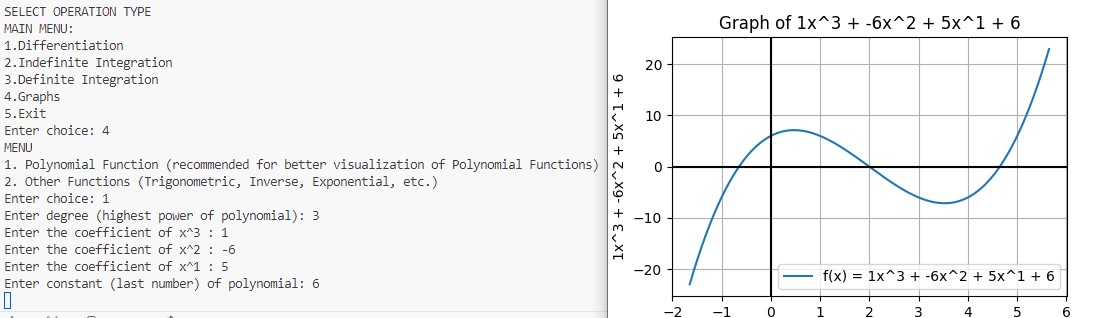 SELECT OPERATION TYPE
MAIN MENU:
1.Differentiation
2.Indefinite Integration
3.Definite Integration
4.Graphs
5.Exit
Enter choice: 4
MENU
1. Polynomial Function (recommended for better visualization of Polynomial Functions)
2. Other Functions (Trigonometric, Inverse, Exponential, etc.)
Enter choice: 1
Enter degree (highest power of polynomial): 3
Enter the coefficient of x^3 : 1
Enter the coefficient of x^2 : -6
Enter the coefficient of x^1 : 5
Enter constant (last number) of polynomial: 6
Graph of 1x^3 + -6x^2 + 5x^1 + 6
1x^3 + -6x^2 + 5x^1 + 6
20
10
0
−10
−20
f(x) = 1x^3 + -6x^2 + 5x^1 + 6
−2 −1 0 1 2 3 4 5 6